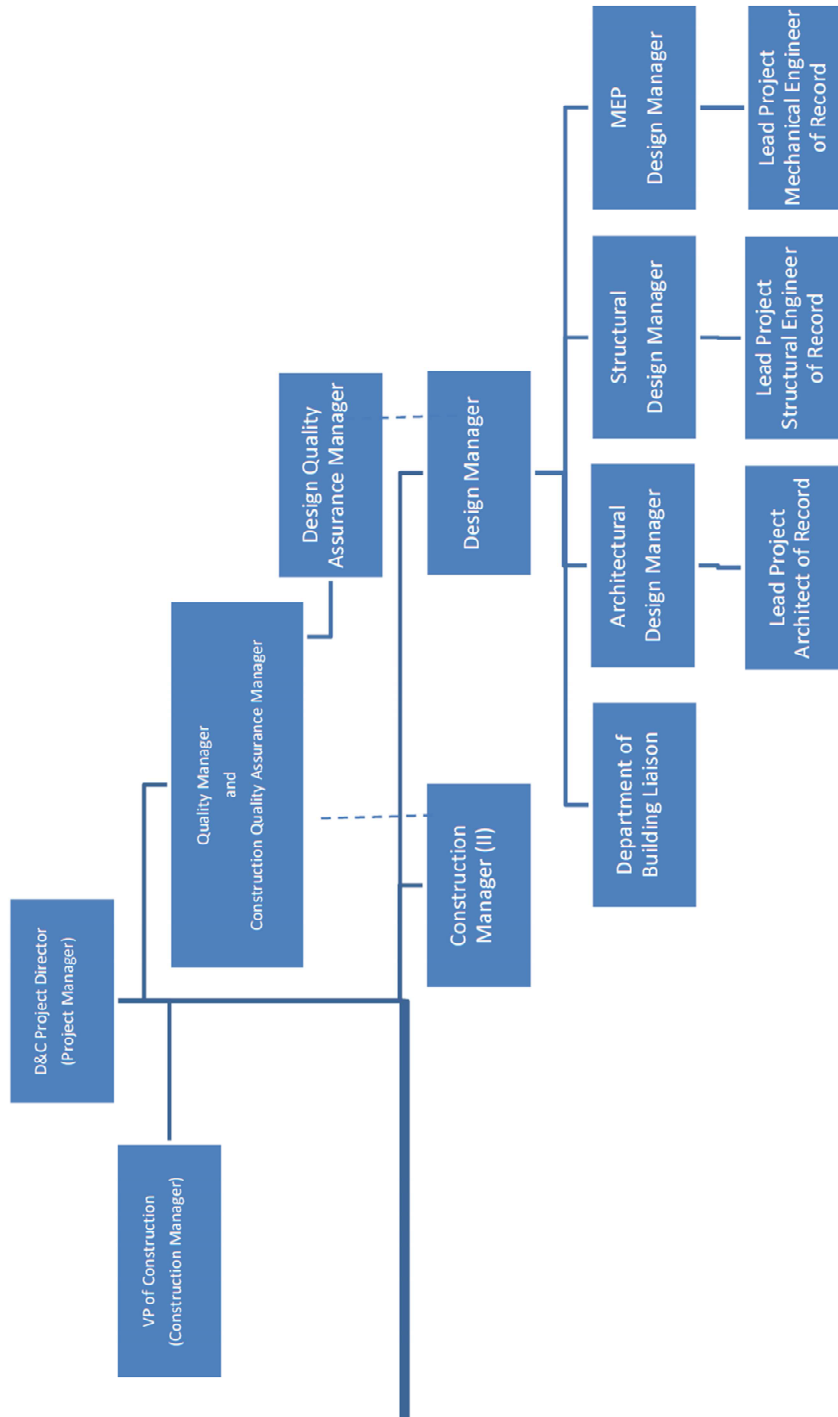 D&C Project Director
(Project Manager)
VP of Construction
(Construction Manager)
Quality Manager
and
Construction Quality Assurance Manager
Design Quality
Assurance Manager
Construction
Manager (II)
Design Manager
Department of
Building Liaison
Architectural
Design Manager
Structural
Design Manager
MEP
Design Manager
Lead Project
Architect of Record
Lead Project
Structural Engineer
of Record
Lead Project
Mechanical Engineer
of Record